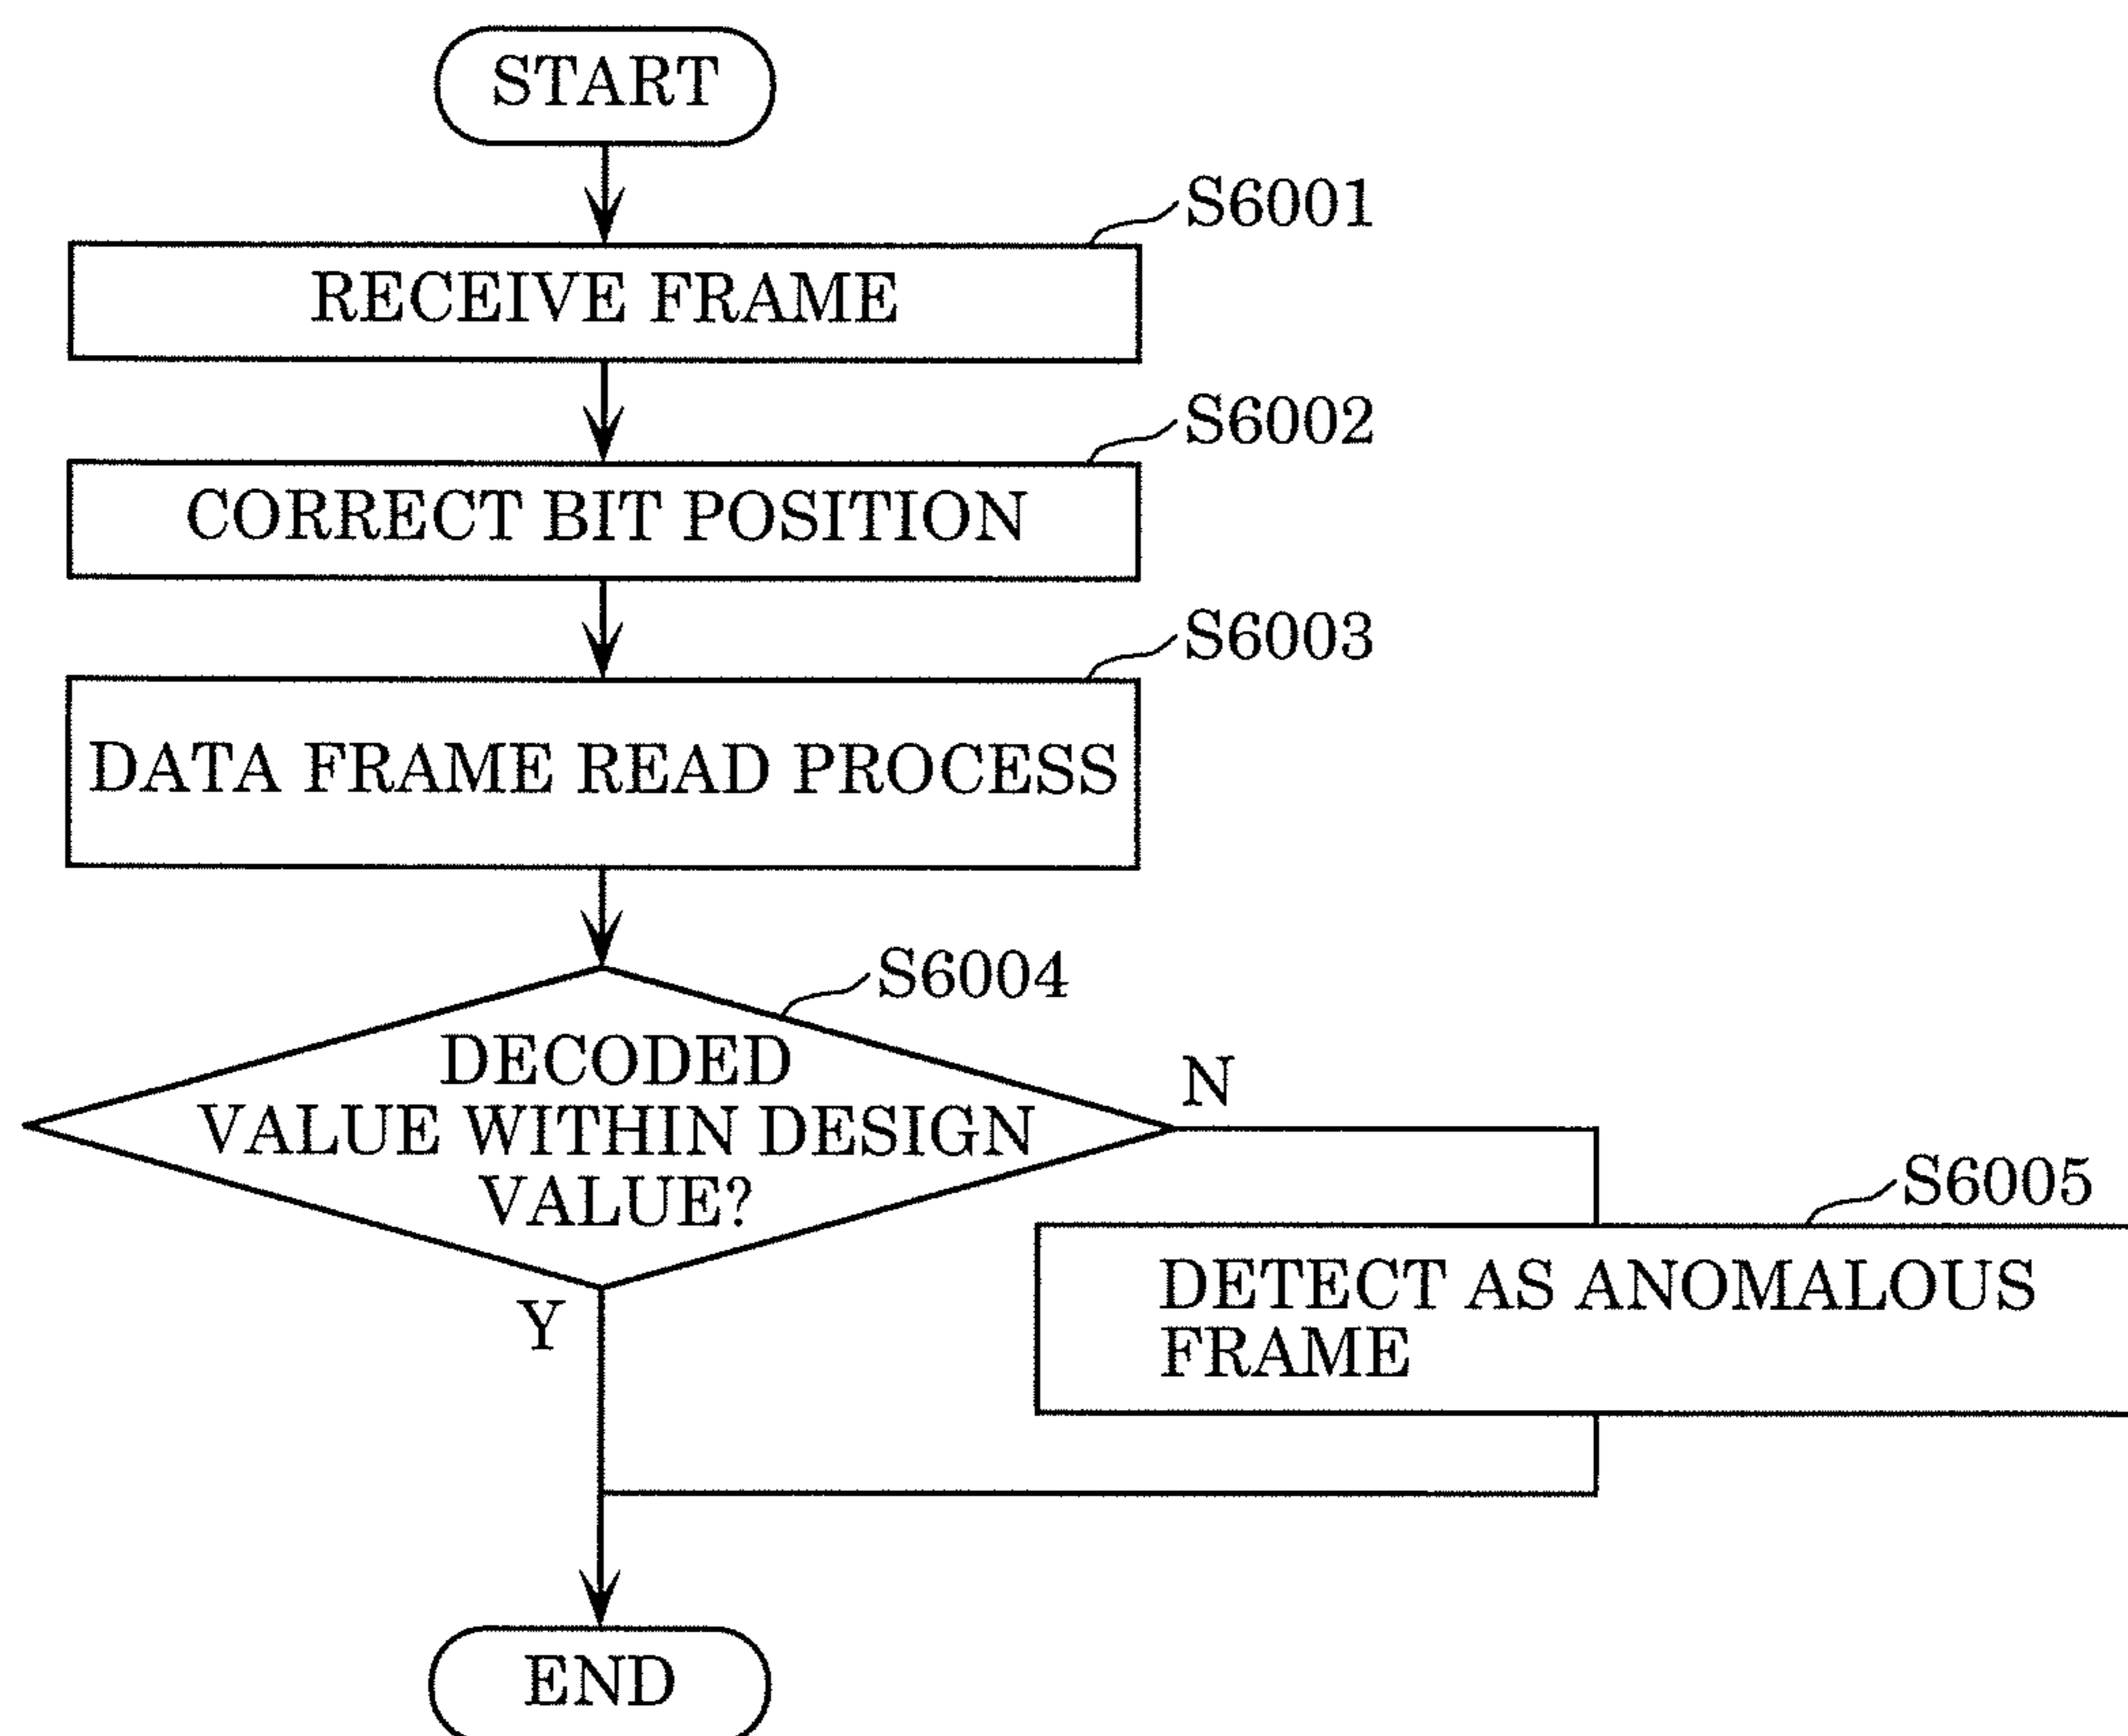 START
S6001
RECEIVE FRAME
S6002
CORRECT BIT POSITION
S6003
DATA FRAME READ PROCESS
S6004
DECODED
VALUE WITHIN DESIGN
VALUE?
N
Y
S6005
DETECT AS ANOMALOUS
FRAME
END